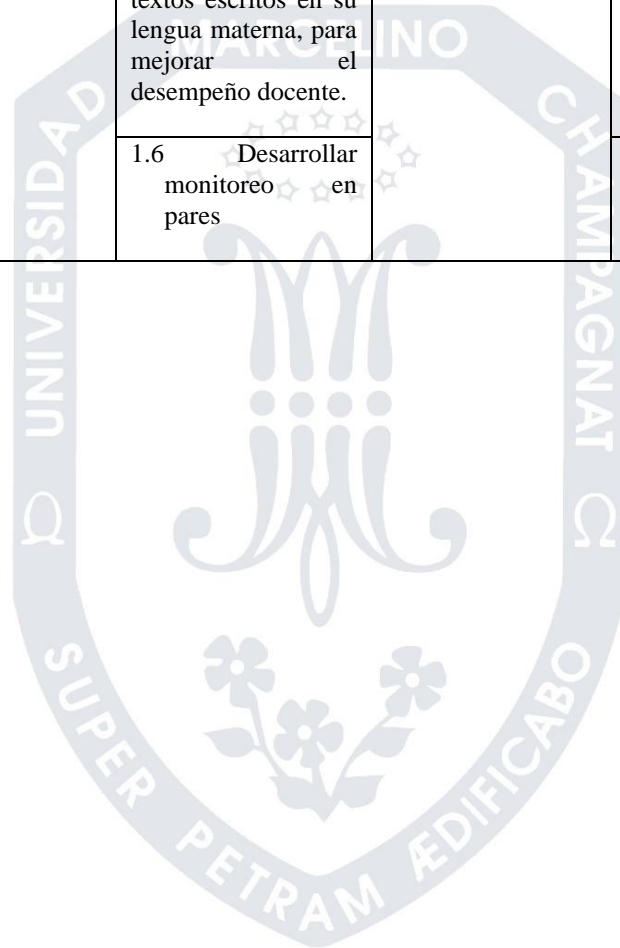 textos escritos en su
lengua materna, para
mejorar el
desempeño docente.
1.6 Desarrollar
monitoreo en
pares
UNIVERSIDAD
MARCELINO
CHAMPAGNAT
Ω
Ω
SUPER
PETRAM
ÆDIFICABO